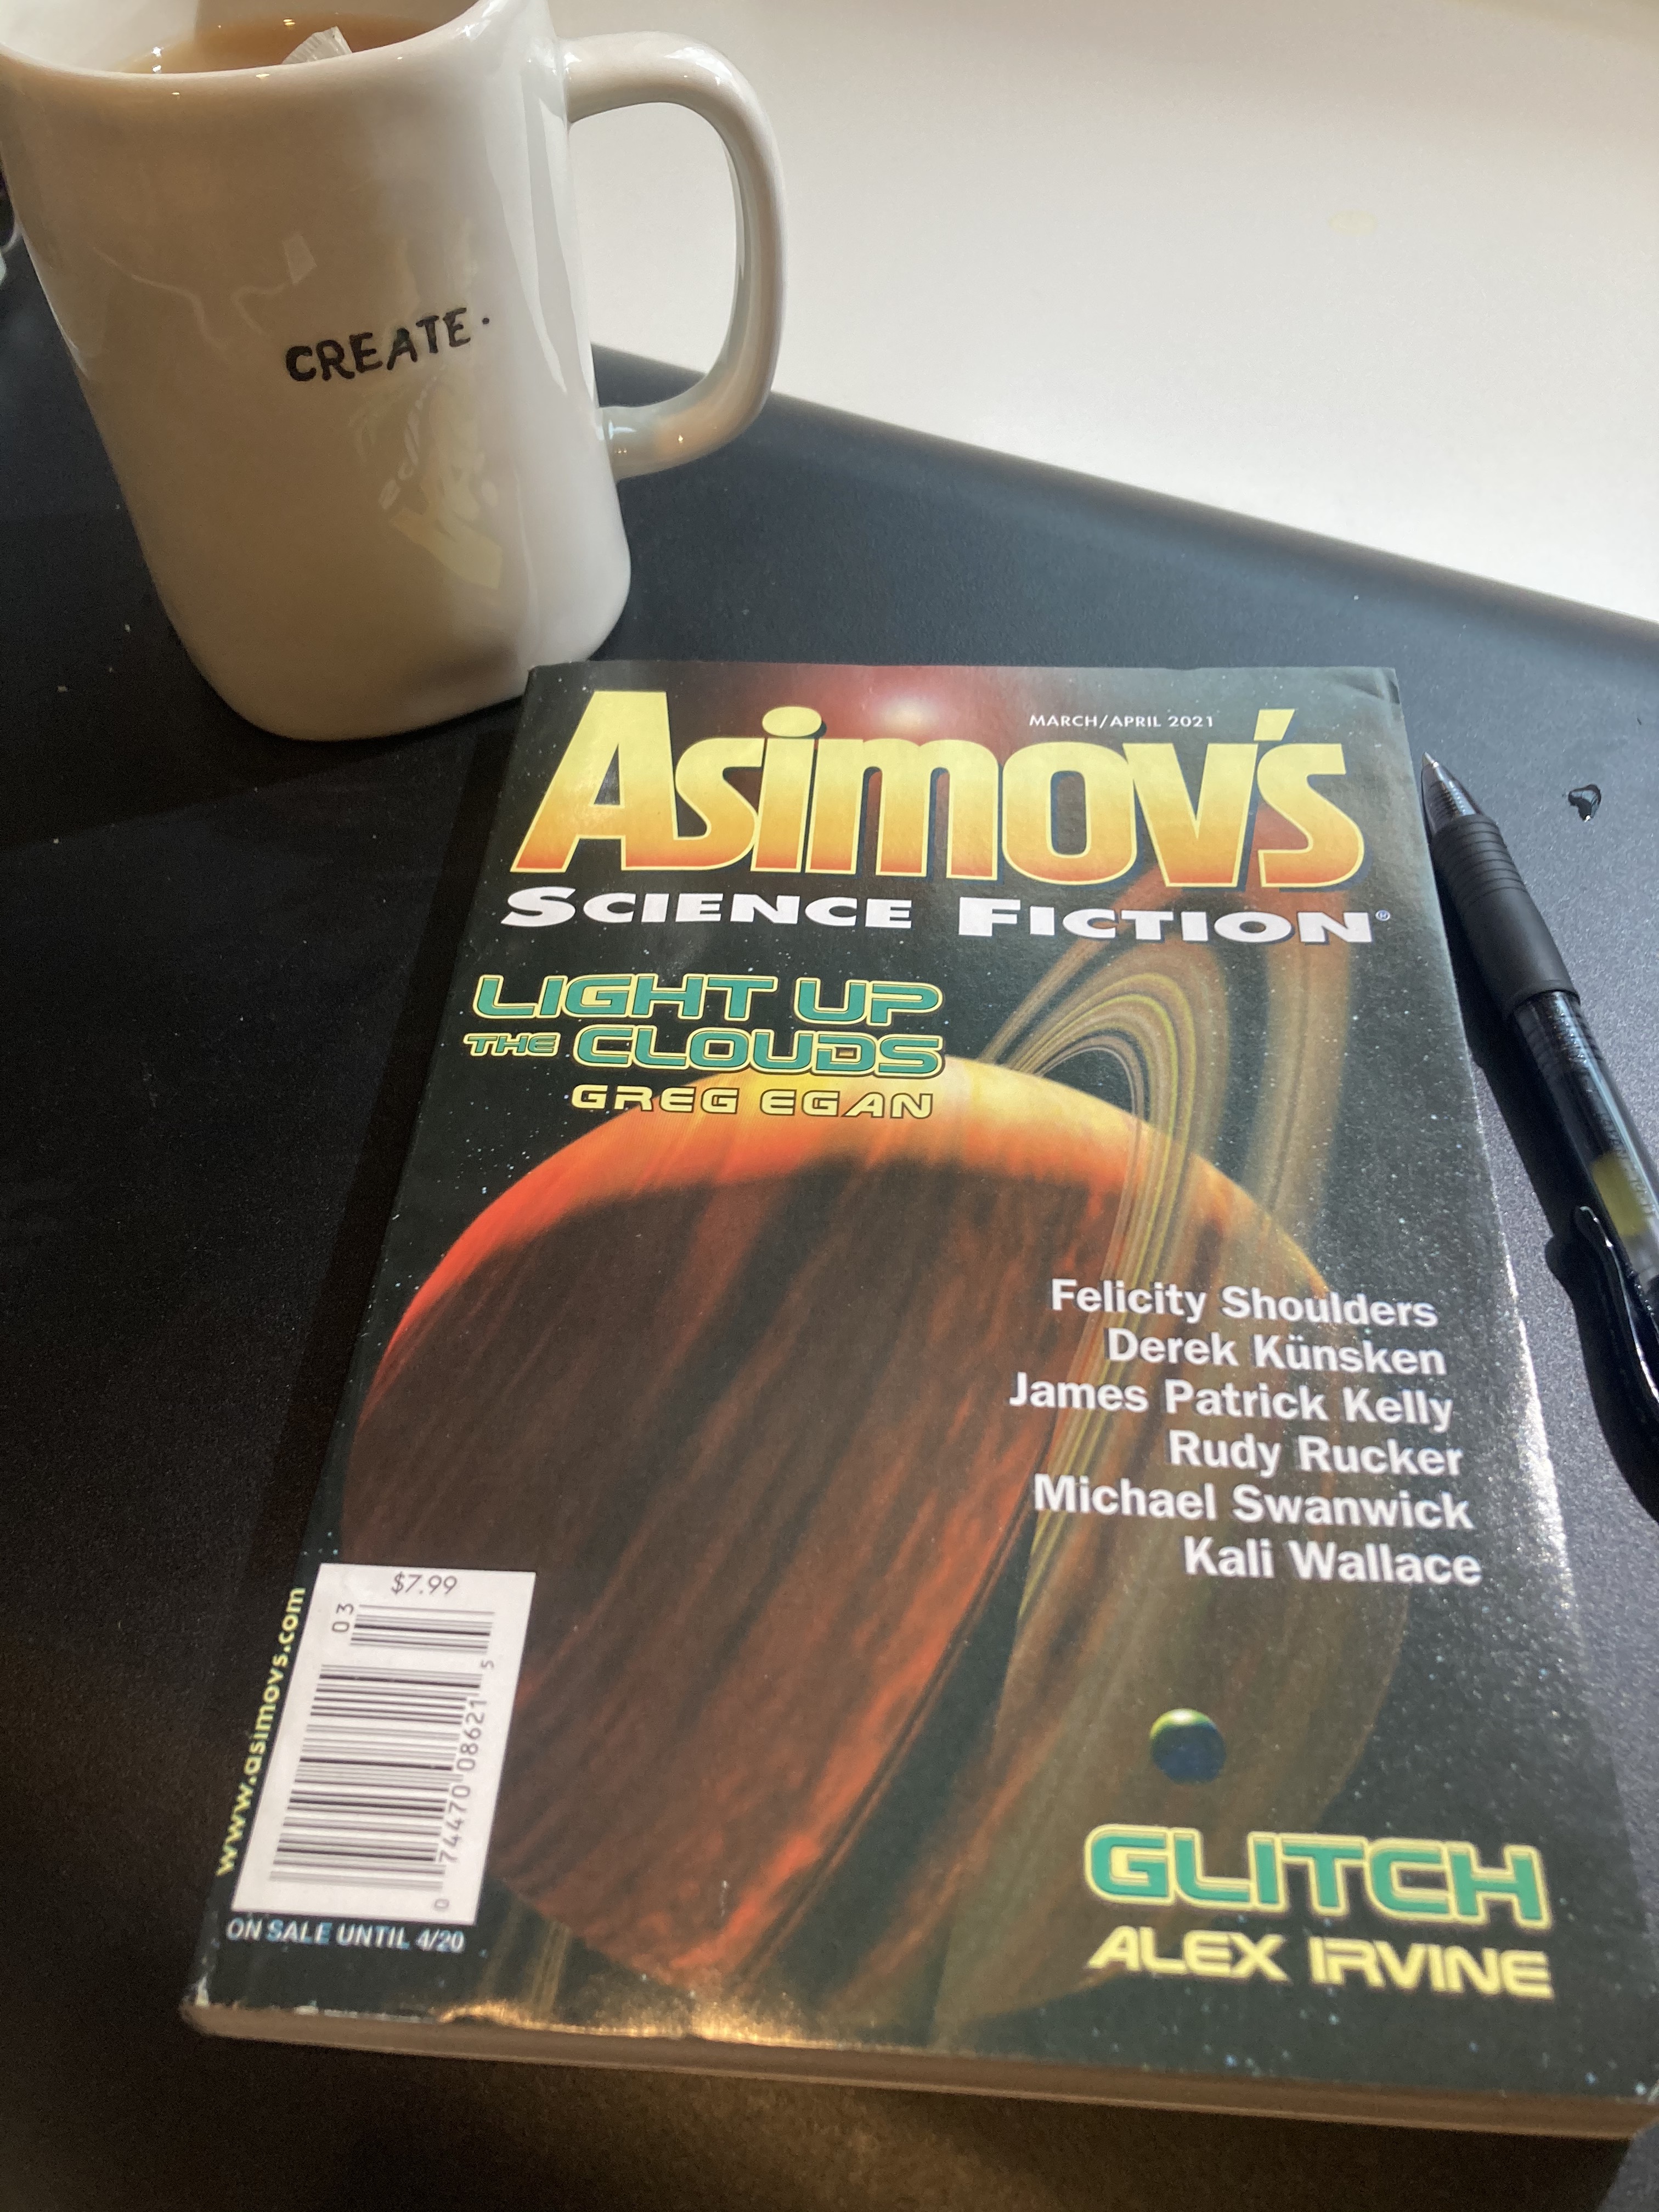 CREATE.
MARCH/APRIL 2021
Asimov's
SCIENCE FICTION®
LIGHT UP
THE CLOUDS
GREG EGAN
Felicity Shoulders
Derek Künsken
James Patrick Kelly
Rudy Rucker
Michael Swanwick
Kali Wallace
$7.99
03
0 74470 08621 5
www.asimovs.com
ON SALE UNTIL 4/20
GLITCH
ALEX IRVINE